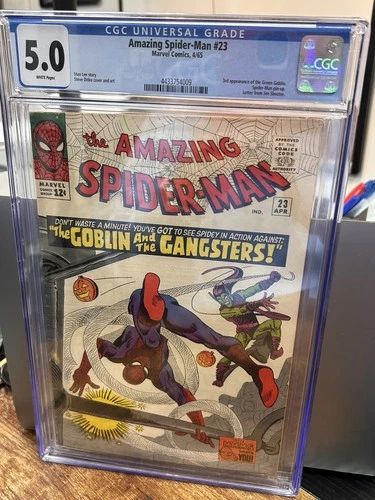 CGC UNIVERSAL GRADE
5.0
WHITE Pages
Amazing Spider-Man #23
Marvel Comics, 4/65
Stan Lee story
Steve Ditko cover and art
3rd appearance of the Green Goblin.
Spider-Man pin-up.
Letter from Jim Shooter.
4433754009
CGC
MARVEL
COMICS
GROUP
12¢
the AMAZING
SPIDER-MAN
APPROVED
BY THE
COMICS
CODE
AUTHORITY
IND.
23
APR.
DON'T WASTE A MINUTE! YOU'VE GOT TO SEE SPIDEY IN ACTION AGAINST:
"The GOBLIN And The GANGSTERS!"
YOU!